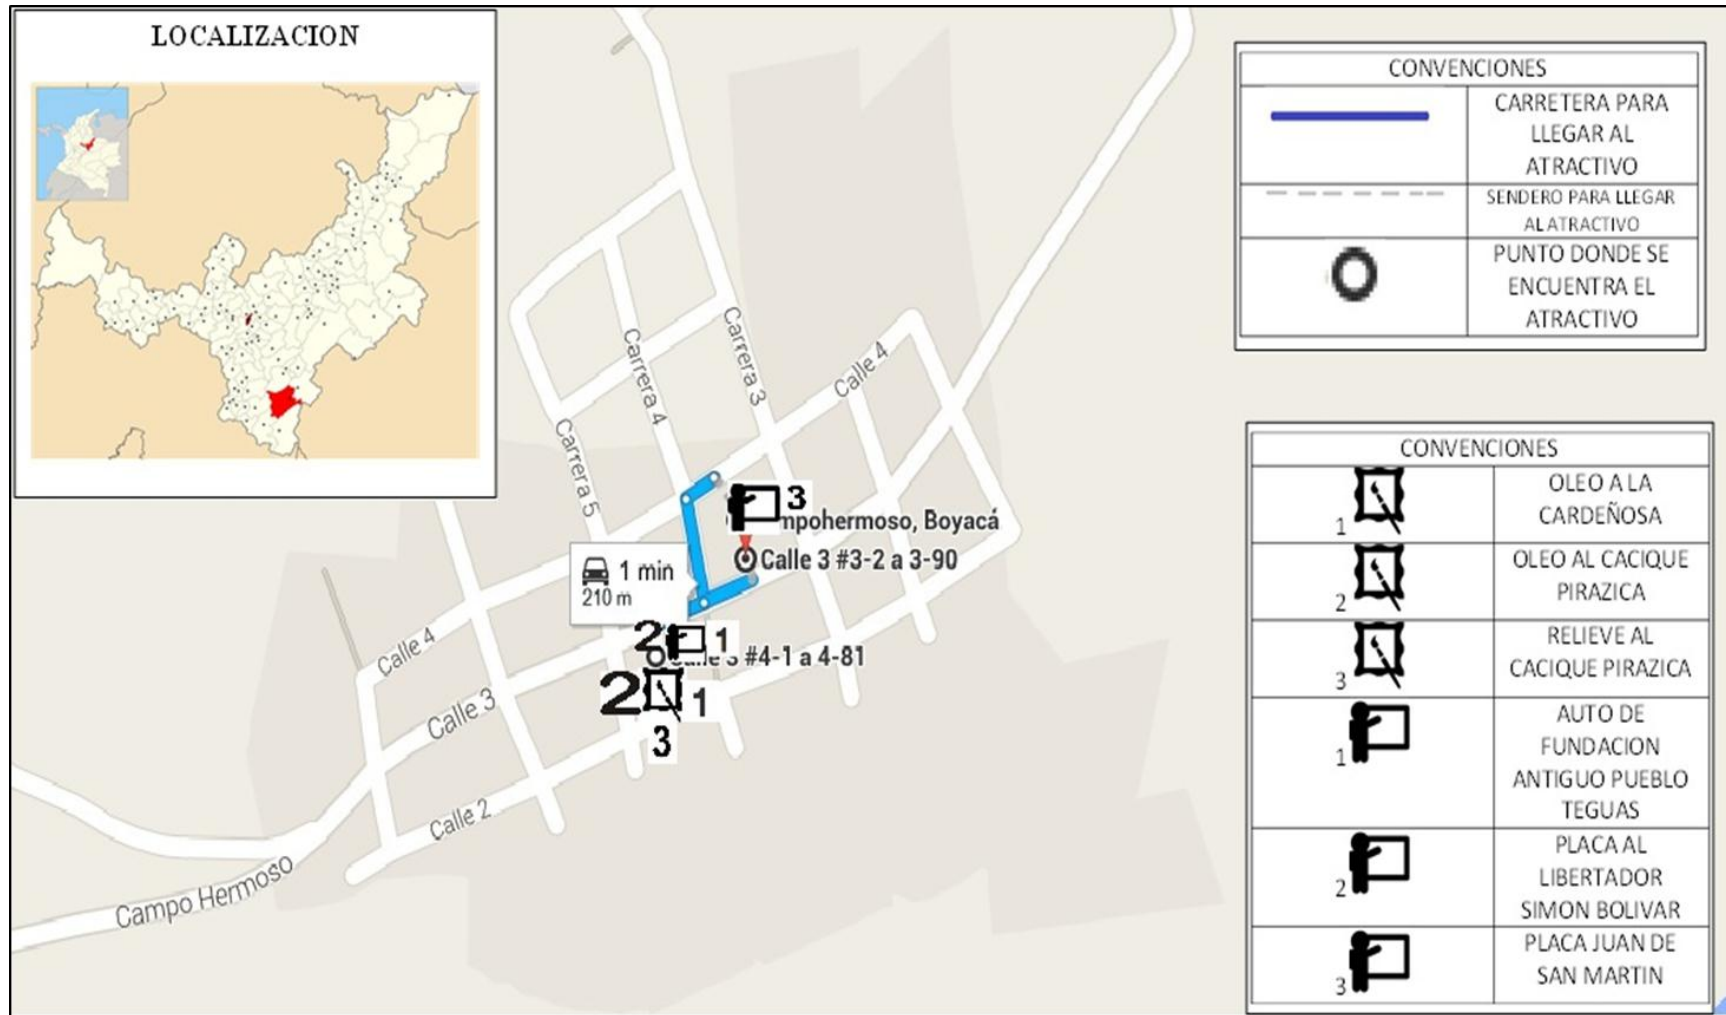 LOCALIZACION
CONVENCIONES
CARRETERA PARA
LLEGAR AL
ATRACTIVO
SENDERO PARA LLEGAR
AL ATRACTIVO
PUNTO DONDE SE
ENCUENTRA EL
ATRACTIVO
Carrera 3
Carrera 4
Carrera 5
Calle 4
3
mpohermoso, Boyacá
Calle 3 #3-2 a 3-90
1 min
210 m
2 1
#4-1 a 4-81
2 1
3
Calle 4
Calle 3
Calle 2
Campo Hermoso
CONVENCIONES
1 OLEO A LA
CARDEÑOSA
2 OLEO AL CACIQUE
PIRAZICA
3 RELIEVE AL
CACIQUE PIRAZICA
1 AUTO DE
FUNDACION
ANTIGUO PUEBLO
TEGUAS
2 PLACA AL
LIBERTADOR
SIMON BOLIVAR
3 PLACA JUAN DE
SAN MARTIN